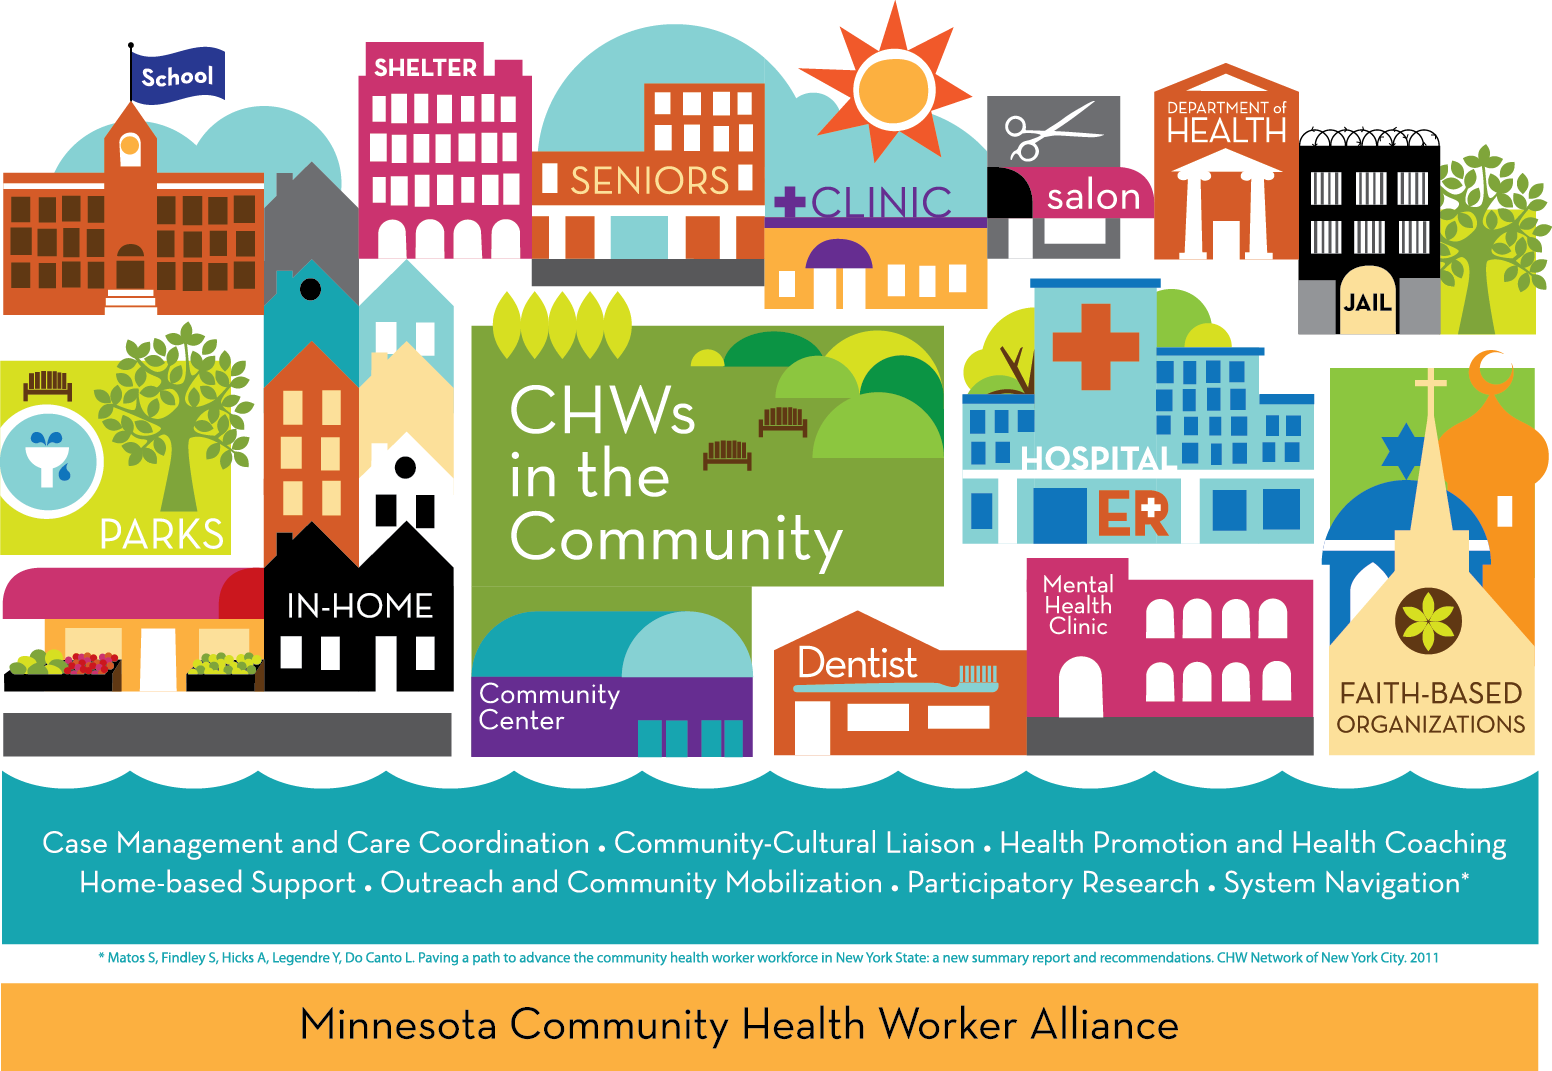 School
SHELTER
SENIORS
CLINIC
salon
DEPARTMENT of
HEALTH
JAIL
PARKS
IN-HOME
CHWs
in the
Community
HOSPITAL
ER
Community
Center
Dentist
Mental
Health
Clinic
FAITH-BASED
ORGANIZATIONS
Case Management and Care Coordination • Community-Cultural Liaison • Health Promotion and Health Coaching
Home-based Support • Outreach and Community Mobilization • Participatory Research • System Navigation*
* Matos S, Findley S, Hicks A, Legendre Y, Do Canto L. Paving a path to advance the community health worker workforce in New York State: a new summary report and recommendations. CHW Network of New York City. 2011
Minnesota Community Health Worker Alliance